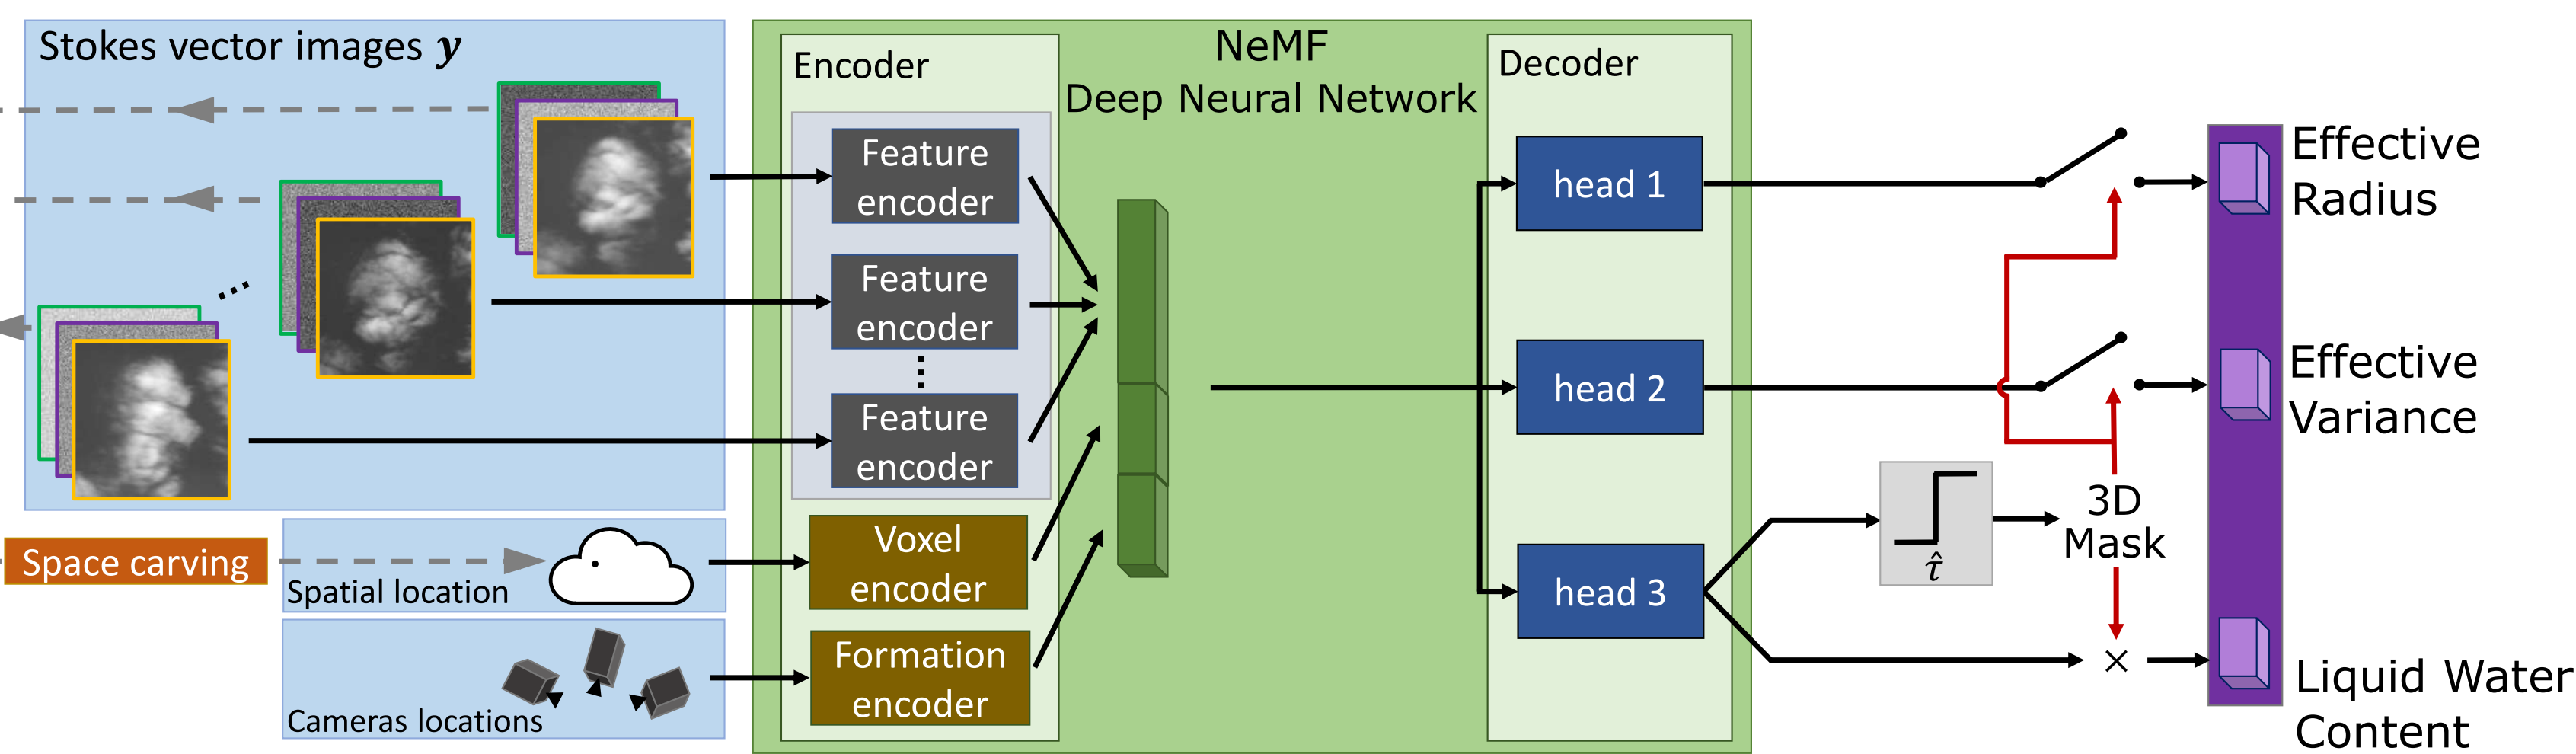 Stokes vector images y
Space carving
Spatial location
Cameras locations
NeMF
Deep Neural Network
Encoder
Feature
encoder
Feature
encoder
Feature
encoder
Voxel
encoder
Formation
encoder
Decoder
head 1
head 2
head 3
τ̂
3D
Mask
×
Effective
Radius
Effective
Variance
Liquid Water
Content